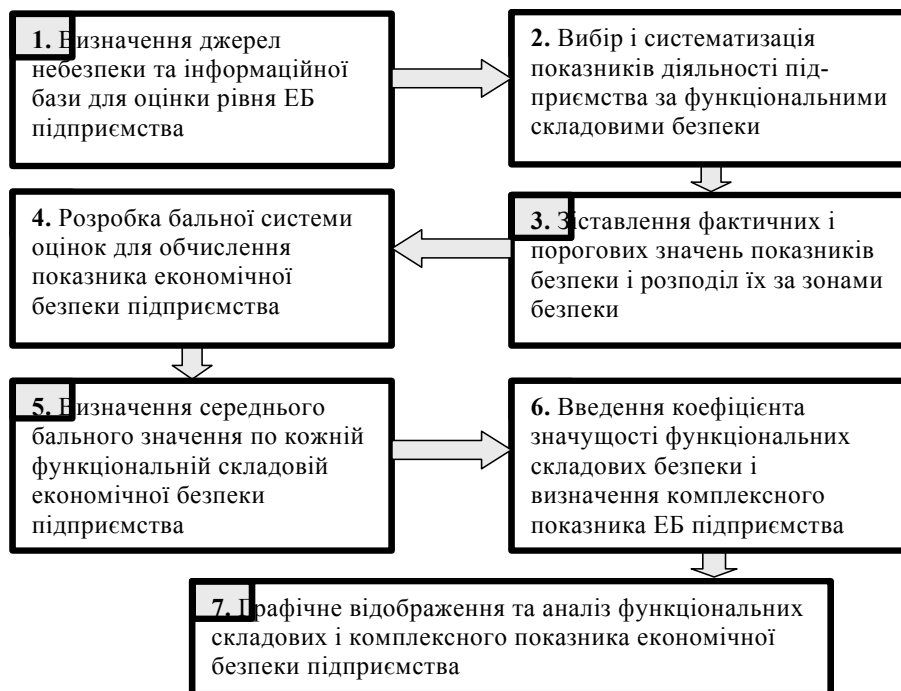 1. Визначення джерел
небезпеки та інформаційної
бази для оцінки рівня ЕБ
підприємства
2. Вибір і систематизація
показників діяльності під-
приємства за функціональними
складовими безпеки
3. Зіставлення фактичних і
порогових значень показників
безпеки і розподіл їх за зонами
безпеки
4. Розробка бальної системи
оцінок для обчислення
показника економічної
безпеки підприємства
5. Визначення середнього
бального значення по кожній
функціональній складовій
економічної безпеки
підприємства
6. Введення коефіцієнта
значущості функціональних
складових безпеки і
визначення комплексного
показника ЕБ підприємства
7. Графічне відображення та аналіз функціональних
складових і комплексного показника економічної
безпеки підприємства